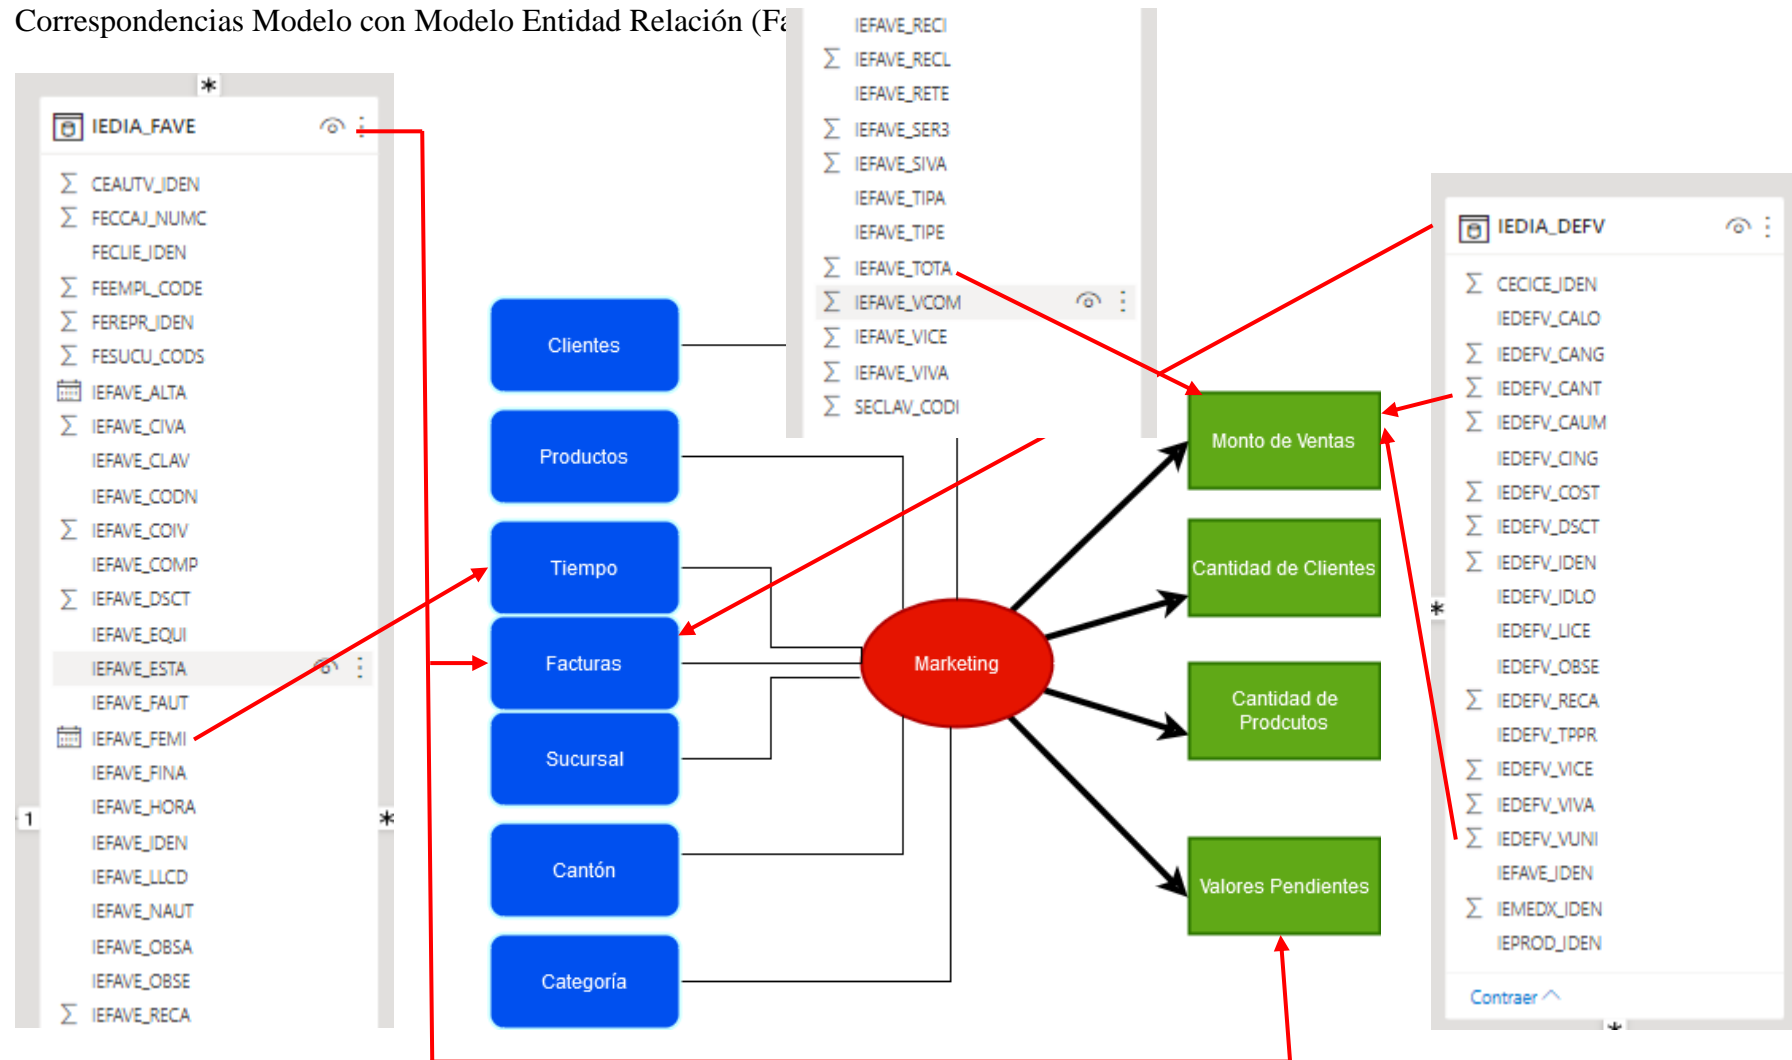 Correspondencias Modelo con Modelo Entidad Relación (Fa
*
IEDIA_FAVE
CEAUTV_IDEN
FECCAJ_NUMC
FECLIE_IDEN
FEEMPL_CODE
FEREPR_IDEN
FESUCU_CODS
IEFAVE_ALTA
IEFAVE_CIVA
IEFAVE_CLAV
IEFAVE_CODN
IEFAVE_COIV
IEFAVE_COMP
IEFAVE_DSCT
IEFAVE_EQUI
IEFAVE_ESTA
IEFAVE_FAUT
IEFAVE_FEMI
IEFAVE_FINA
IEFAVE_HORA
IEFAVE_IDEN
IEFAVE_LLCD
IEFAVE_NAUT
IEFAVE_OBSA
IEFAVE_OBSE
IEFAVE_RECA
1
*
IEFAVE_RECI
IEFAVE_RECL
IEFAVE_RETE
IEFAVE_SER3
IEFAVE_SIVA
IEFAVE_TIPA
IEFAVE_TIPE
IEFAVE_TOTA
IEFAVE_VCOM
IEFAVE_VICE
IEFAVE_VIVA
SECLAV_CODI
Clientes
Productos
Tiempo
Facturas
Sucursal
Cantón
Categoría
Marketing
Monto de Ventas
Cantidad de Clientes
Cantidad de
Prodcutos
Valores Pendientes
IEDIA_DEFV
CECICE_IDEN
IEDEFV_CALO
IEDEFV_CANG
IEDEFV_CANT
IEDEFV_CAUM
IEDEFV_CING
IEDEFV_COST
IEDEFV_DSCT
IEDEFV_IDEN
IEDEFV_IDLO
IEDEFV_LICE
IEDEFV_OBSE
IEDEFV_RECA
IEDEFV_TPPR
IEDEFV_VICE
IEDEFV_VIVA
IEDEFV_VUNI
IEFAVE_IDEN
IEMEDX_IDEN
IEPROD_IDEN
Contraer
*
*